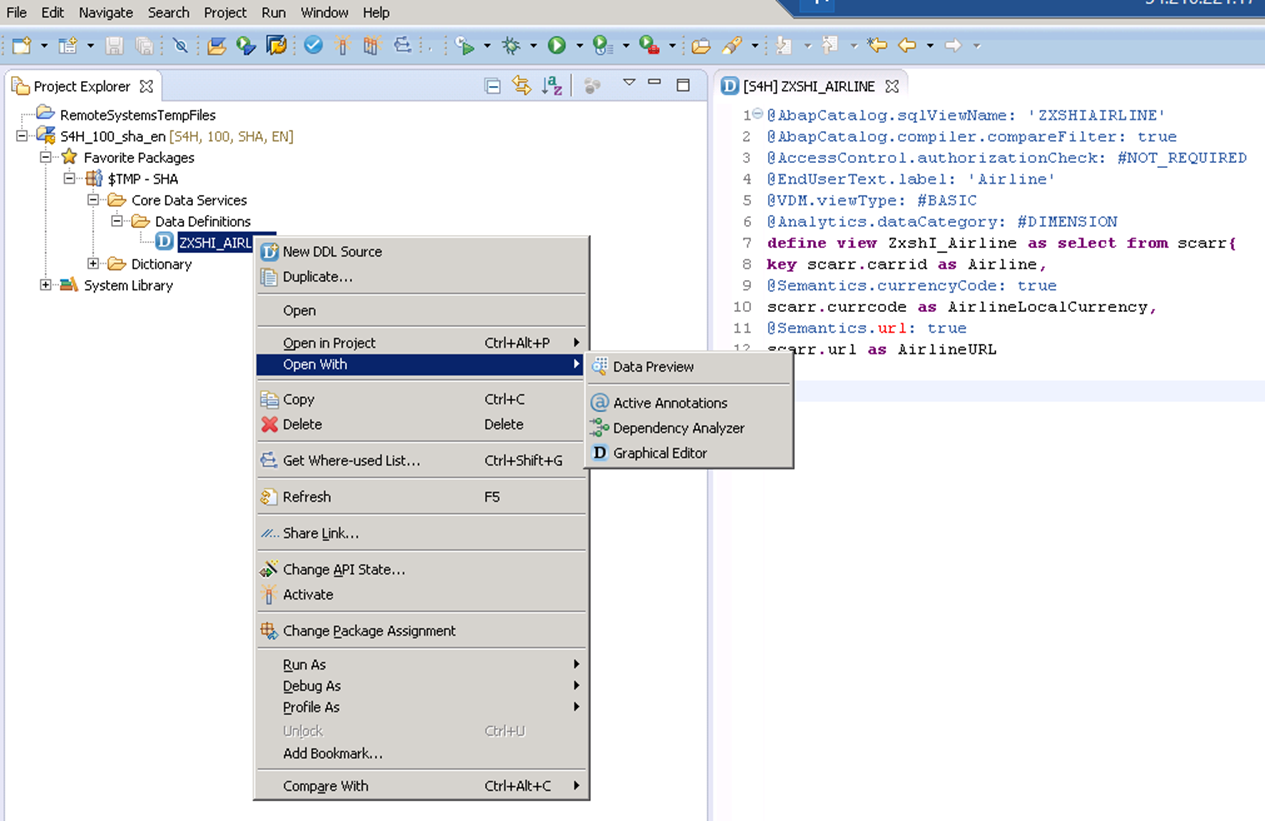 File Edit Navigate Search Project Run Window Help
Project Explorer
RemoteSystemsTempFiles
S4H_100_sha_en [S4H, 100, SHA, EN]
Favorite Packages
$TMP - SHA
Core Data Services
Data Definitions
ZXSHI_AIRL
Dictionary
System Library
New DDL Source
Duplicate...
Open
Open in Project Ctrl+Alt+P
Open With
Copy Ctrl+C
Delete Delete
Get Where-used List... Ctrl+Shift+G
Refresh F5
Share Link...
Change API State...
Activate
Change Package Assignment
Run As
Debug As
Profile As
Unlock Ctrl+U
Add Bookmark...
Compare With Ctrl+Alt+C
Data Preview
Active Annotations
Dependency Analyzer
Graphical Editor
[S4H] ZXSHI_AIRLINE
1 @AbapCatalog.sqlViewName: 'ZXSHIAIRLINE'
2 @AbapCatalog.compiler.compareFilter: true
3 @AccessControl.authorizationCheck: #NOT_REQUIRED
4 @EndUserText.label: 'Airline'
5 @VDM.viewType: #BASIC
6 @Analytics.dataCategory: #DIMENSION
7 define view ZxshI_Airline as select from scarr{
8 key scarr.carrid as Airline,
9 @Semantics.currencyCode: true
10 scarr.currcode as AirlineLocalCurrency,
11 @Semantics.url: true
12 scarr.url as AirlineURL